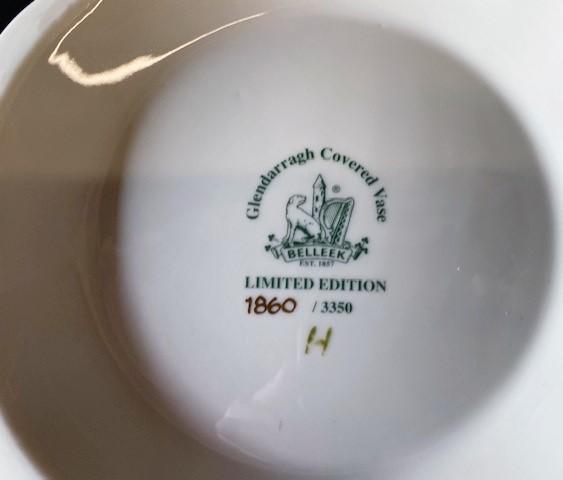 Glendarragh Covered Vase
®
BELLEEK
EST. 1857
LIMITED EDITION
1860 / 3350
H